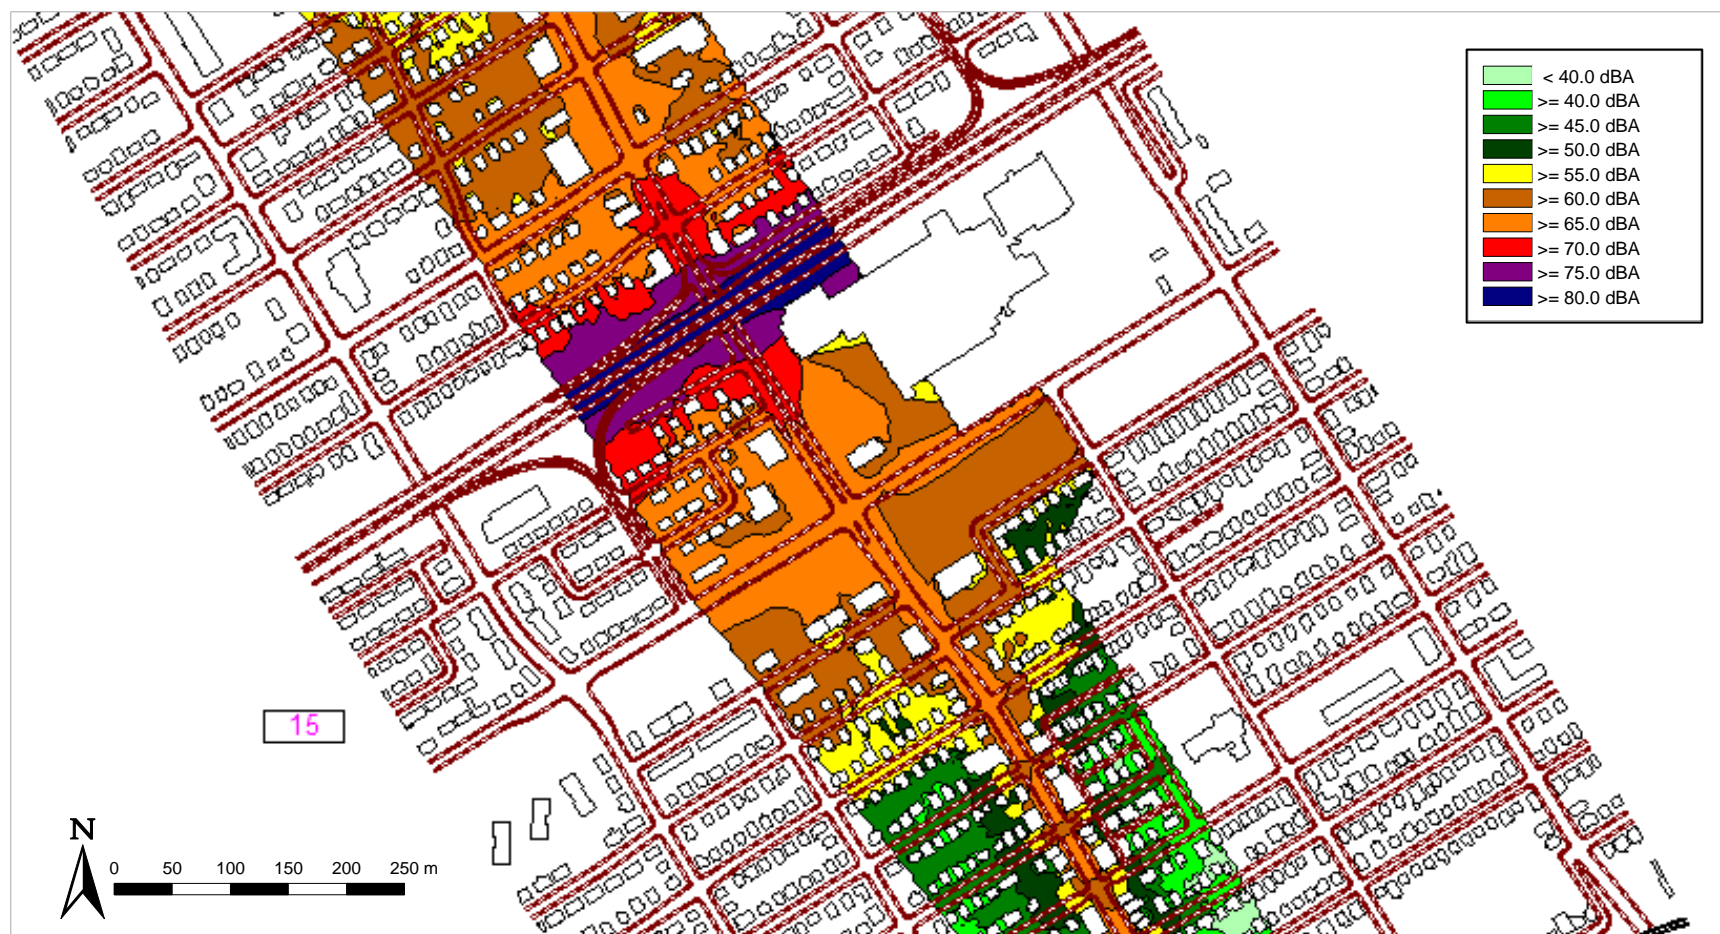 < 40.0 dBA
>= 40.0 dBA
>= 45.0 dBA
>= 50.0 dBA
>= 55.0 dBA
>= 60.0 dBA
>= 65.0 dBA
>= 70.0 dBA
>= 75.0 dBA
>= 80.0 dBA
15
N
0 50 100 150 200 250 m